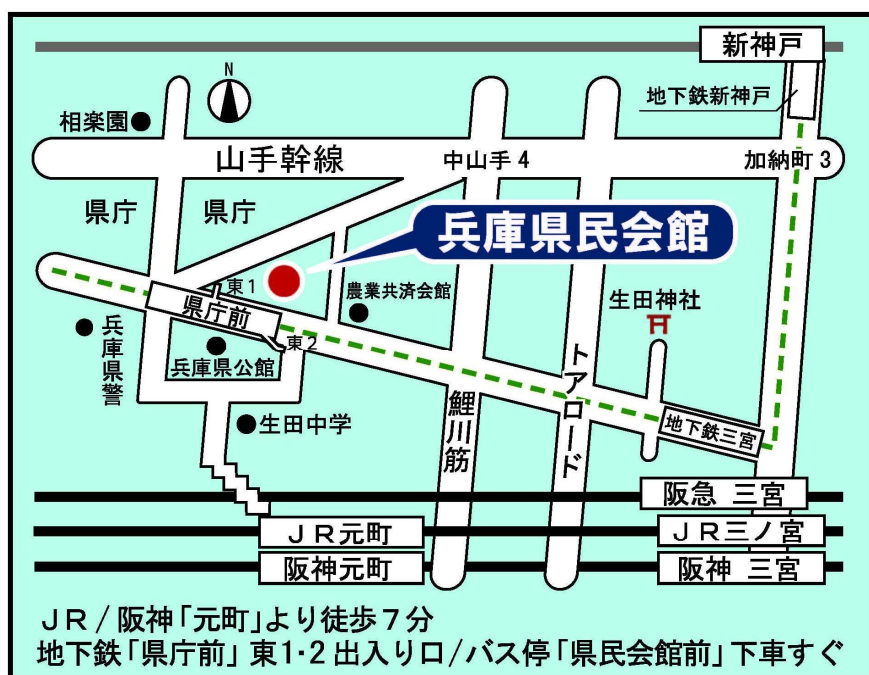 新神戸
N
地下鉄新神戸
相楽園
山手幹線
中山手4
加納町3
県庁
県庁
兵庫県民会館
東1
農業共済会館
生田神社
県庁前
東2
兵庫県警
兵庫県公館
トアロード
鯉川筋
地下鉄三宮
生田中学
阪急 三宮
JR元町
JR三ノ宮
阪神元町
阪神 三宮
JR/阪神「元町」より徒歩7分
地下鉄「県庁前」東1・2出入り口/バス停「県民会館前」下車すぐ